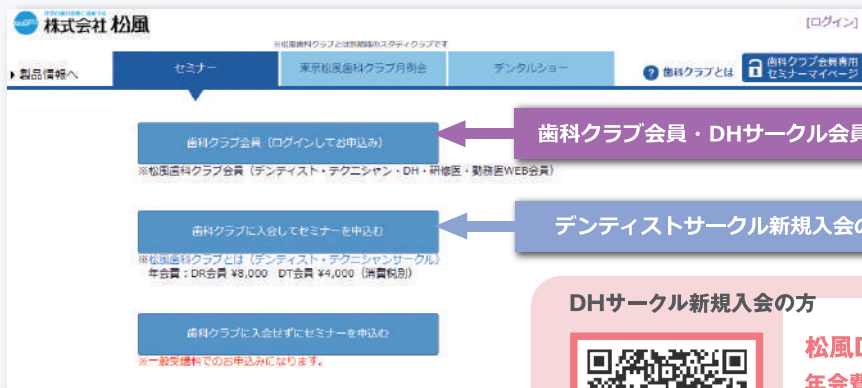 株式会社 松風
[ログイン]
※松風歯科クラブとは別組織のスタディクラブです
製品情報へ
セミナー
東京松風歯科クラブ月例会
デンタルショー
歯科クラブとは
歯科クラブ会員専用
セミナーマイページ
歯科クラブ会員（ログインしてお申込み）
歯科クラブ会員・DHサークル会員
※松風歯科クラブ会員（デンティスト・テクニシャン・DH・研修医・勤務医WEB会員）
歯科クラブに入会してセミナーを申込む
デンティストサークル新規入会の
※松風歯科クラブとは（デンティスト・テクニシャンサークル）
年会費：DR会員 ¥8,000 DT会員 ¥4,000（消費税別）
DHサークル新規入会の方
歯科クラブに入会せずにセミナーを申込む
※一般受講料でのお申込みになります。
松風D
年会費